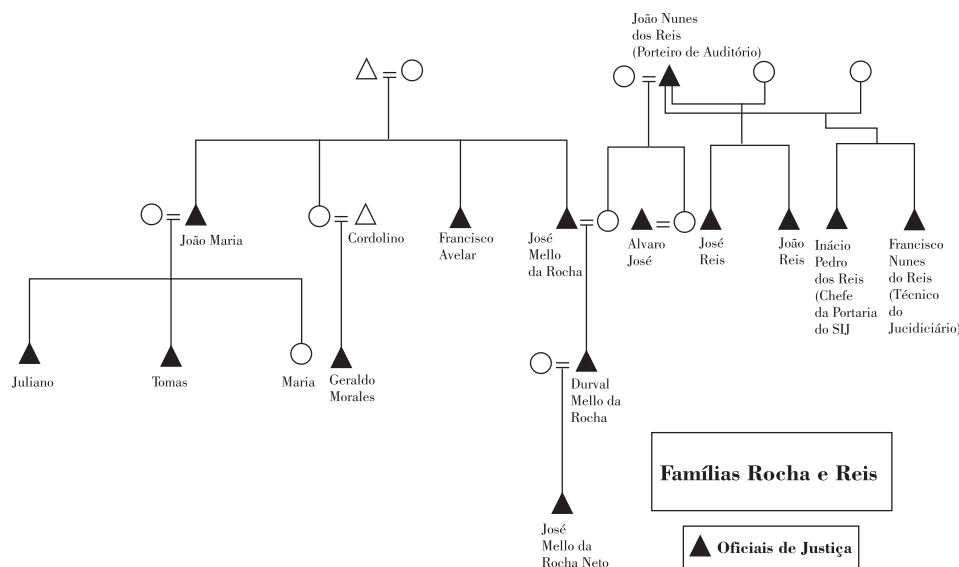 João Nunes
dos Reis
(Porteiro de Auditório)
João Maria
Cordolino
Francisco
Avelar
José
Mello
da Rocha
Alvaro
José
José
Reis
João
Reis
Inácio
Pedro
dos Reis
(Chefe
da Portaria
do SIJ
Francisco
Nunes
do Reis
(Técnico
do
Jucidiciário)
Juliano
Tomas
Maria
Geraldo
Morales
Durval
Mello da
Rocha
José
Mello da
Rocha Neto
Famílias Rocha e Reis
Oficiais de Justiça